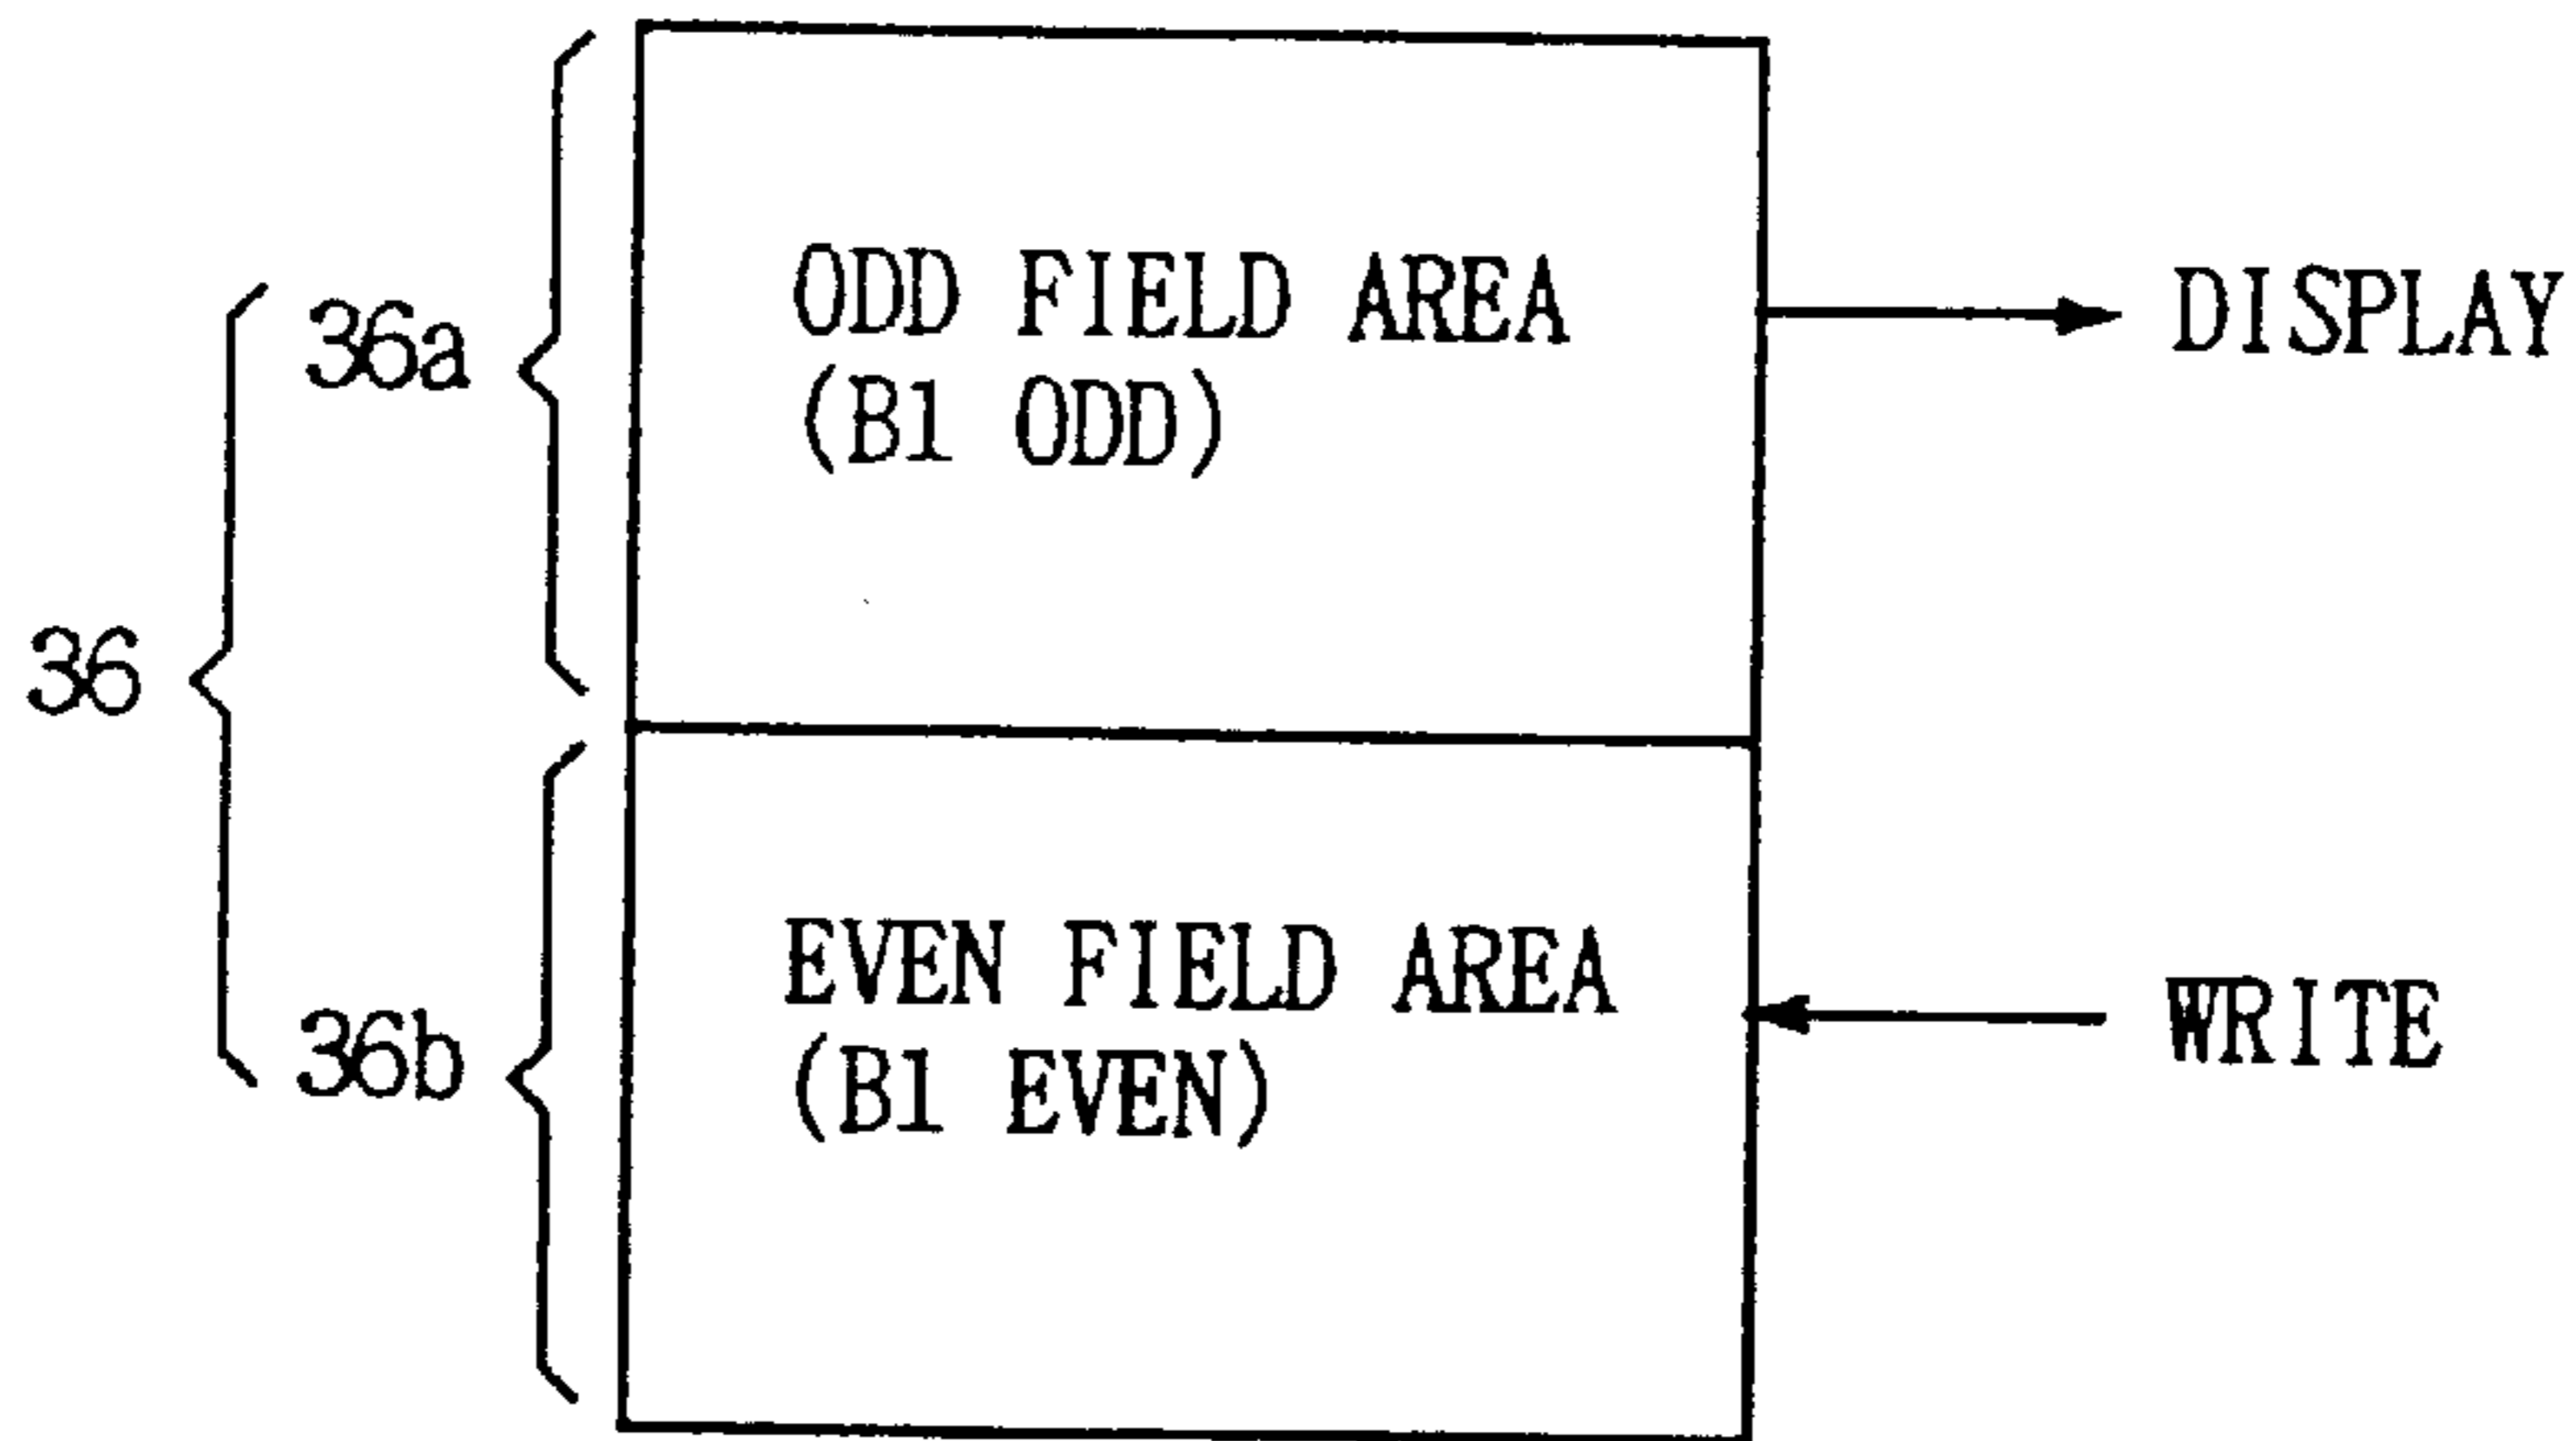 36
36a
ODD FIELD AREA
(B1 ODD)
DISPLAY
36b
EVEN FIELD AREA
(B1 EVEN)
WRITE